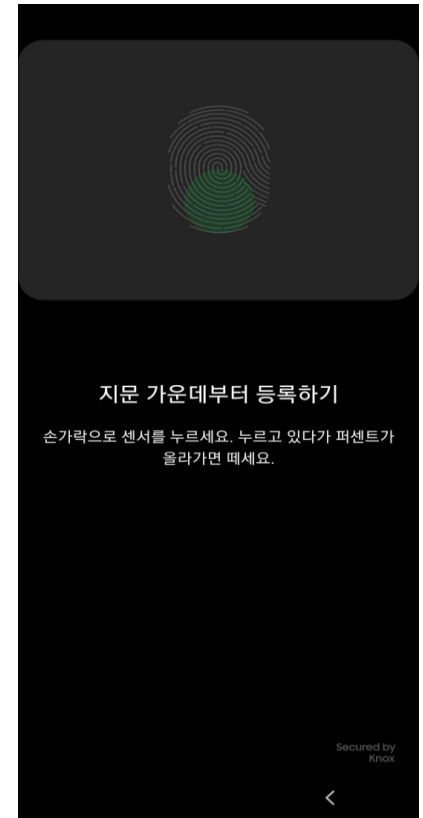 지문 가운데부터 등록하기
손가락으로 센서를 누르세요. 누르고 있다가 퍼센트가
올라가면 떼세요.
Secured by
Knox